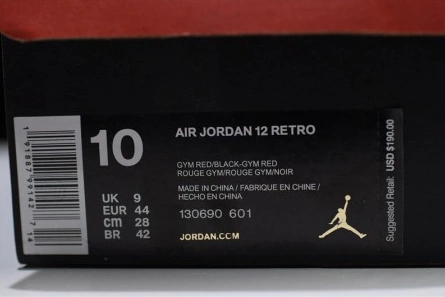 10
AIR JORDAN 12 RETRO
GYM RED/BLACK-GYM RED
ROUGE GYM/ROUGE GYM/NOIR
MADE IN CHINA / FABRIQUE EN CHINE /
HECHO EN CHINA
130690 601
JORDAN.COM
UK 9
EUR 44
CM 28
BR 42
Suggested Retail: USD $190.00